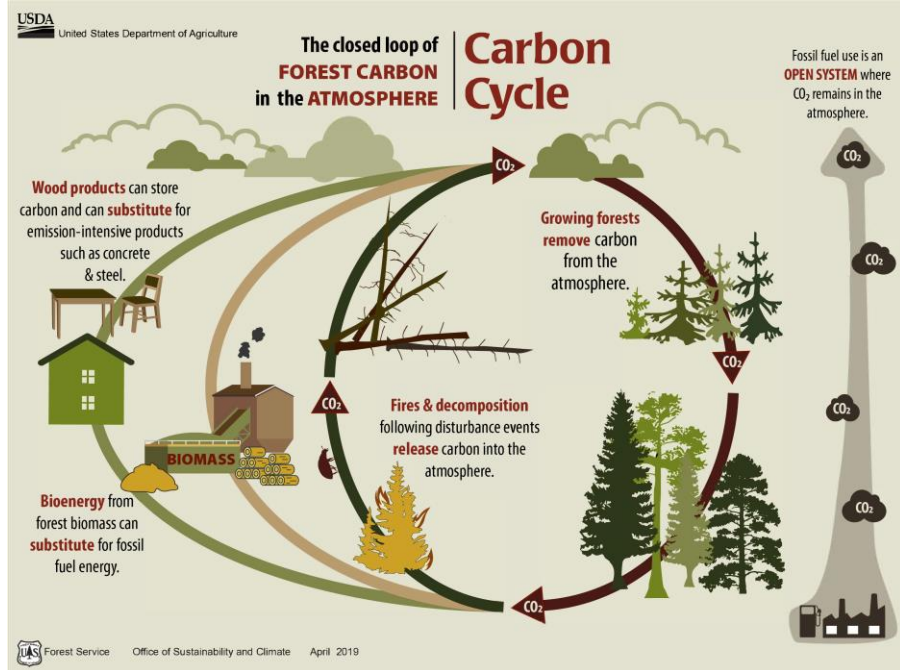 USDA
United States Department of Agriculture
The closed loop of
FOREST CARBON
in the ATMOSPHERE
Carbon
Cycle
Fossil fuel use is an
OPEN SYSTEM where
CO₂ remains in the
atmosphere.
CO₂
CO₂
CO₂
CO₂
CO₂
Wood products can store
carbon and can substitute for
emission-intensive products
such as concrete
& steel.
Growing forests
remove carbon
from the
atmosphere.
CO₂
CO₂
Fires & decomposition
following disturbance events
release carbon into the
atmosphere.
BIOMASS
Bioenergy from
forest biomass can
substitute for fossil
fuel energy.
CO₂
UAS
Forest Service Office of Sustainability and Climate April 2019